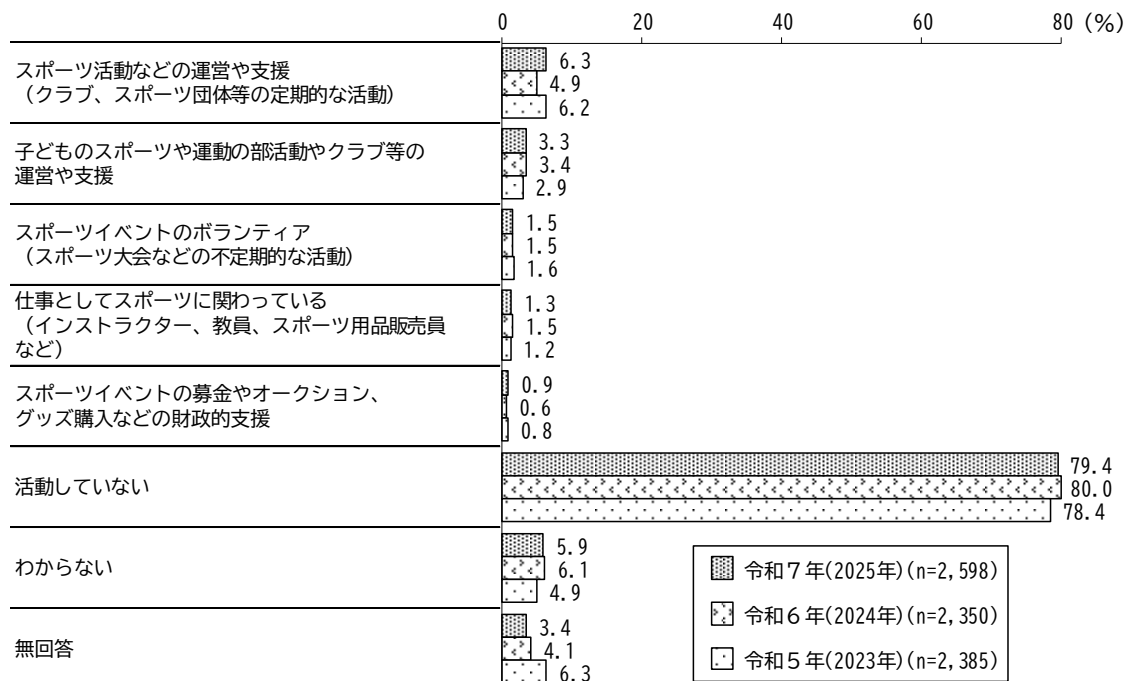 0 20 40 60 80 (%)
スポーツ活動などの運営や支援
（クラブ、スポーツ団体等の定期的な活動）
6.3
4.9
6.2
子どものスポーツや運動の部活動やクラブ等の
運営や支援
3.3
3.4
2.9
スポーツイベントのボランティア
（スポーツ大会などの不定期的な活動）
1.5
1.5
1.6
仕事としてスポーツに関わっている
（インストラクター、教員、スポーツ用品販売員
など）
1.3
1.5
1.2
スポーツイベントの募金やオークション、
グッズ購入などの財政的支援
0.9
0.6
0.8
活動していない
79.4
80.0
78.4
わからない
5.9
6.1
4.9
無回答
3.4
4.1
6.3
令和７年(2025年)(n=2,598)
令和６年(2024年)(n=2,350)
令和５年(2023年)(n=2,385)